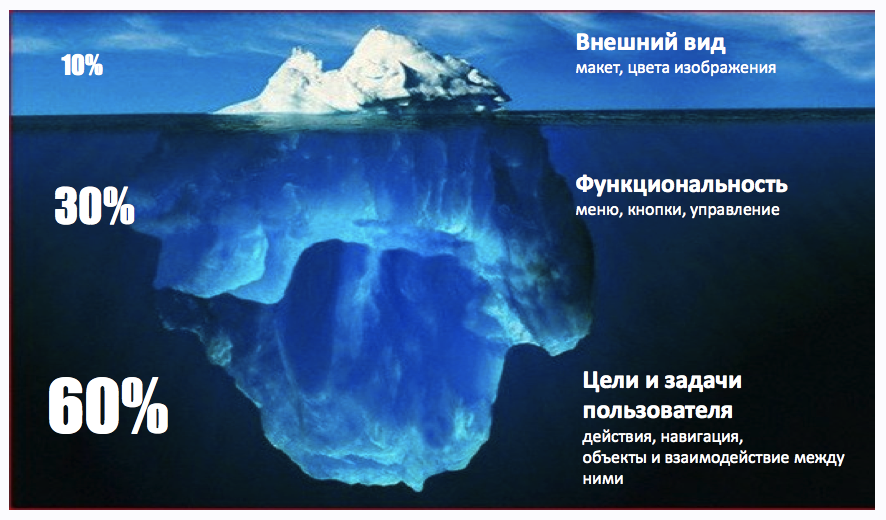 10%
Внешний вид
макет, цвета изображения
30%
Функциональность
меню, кнопки, управление
60%
Цели и задачи
пользователя
действия, навигация,
объекты и взаимодействие между
ними